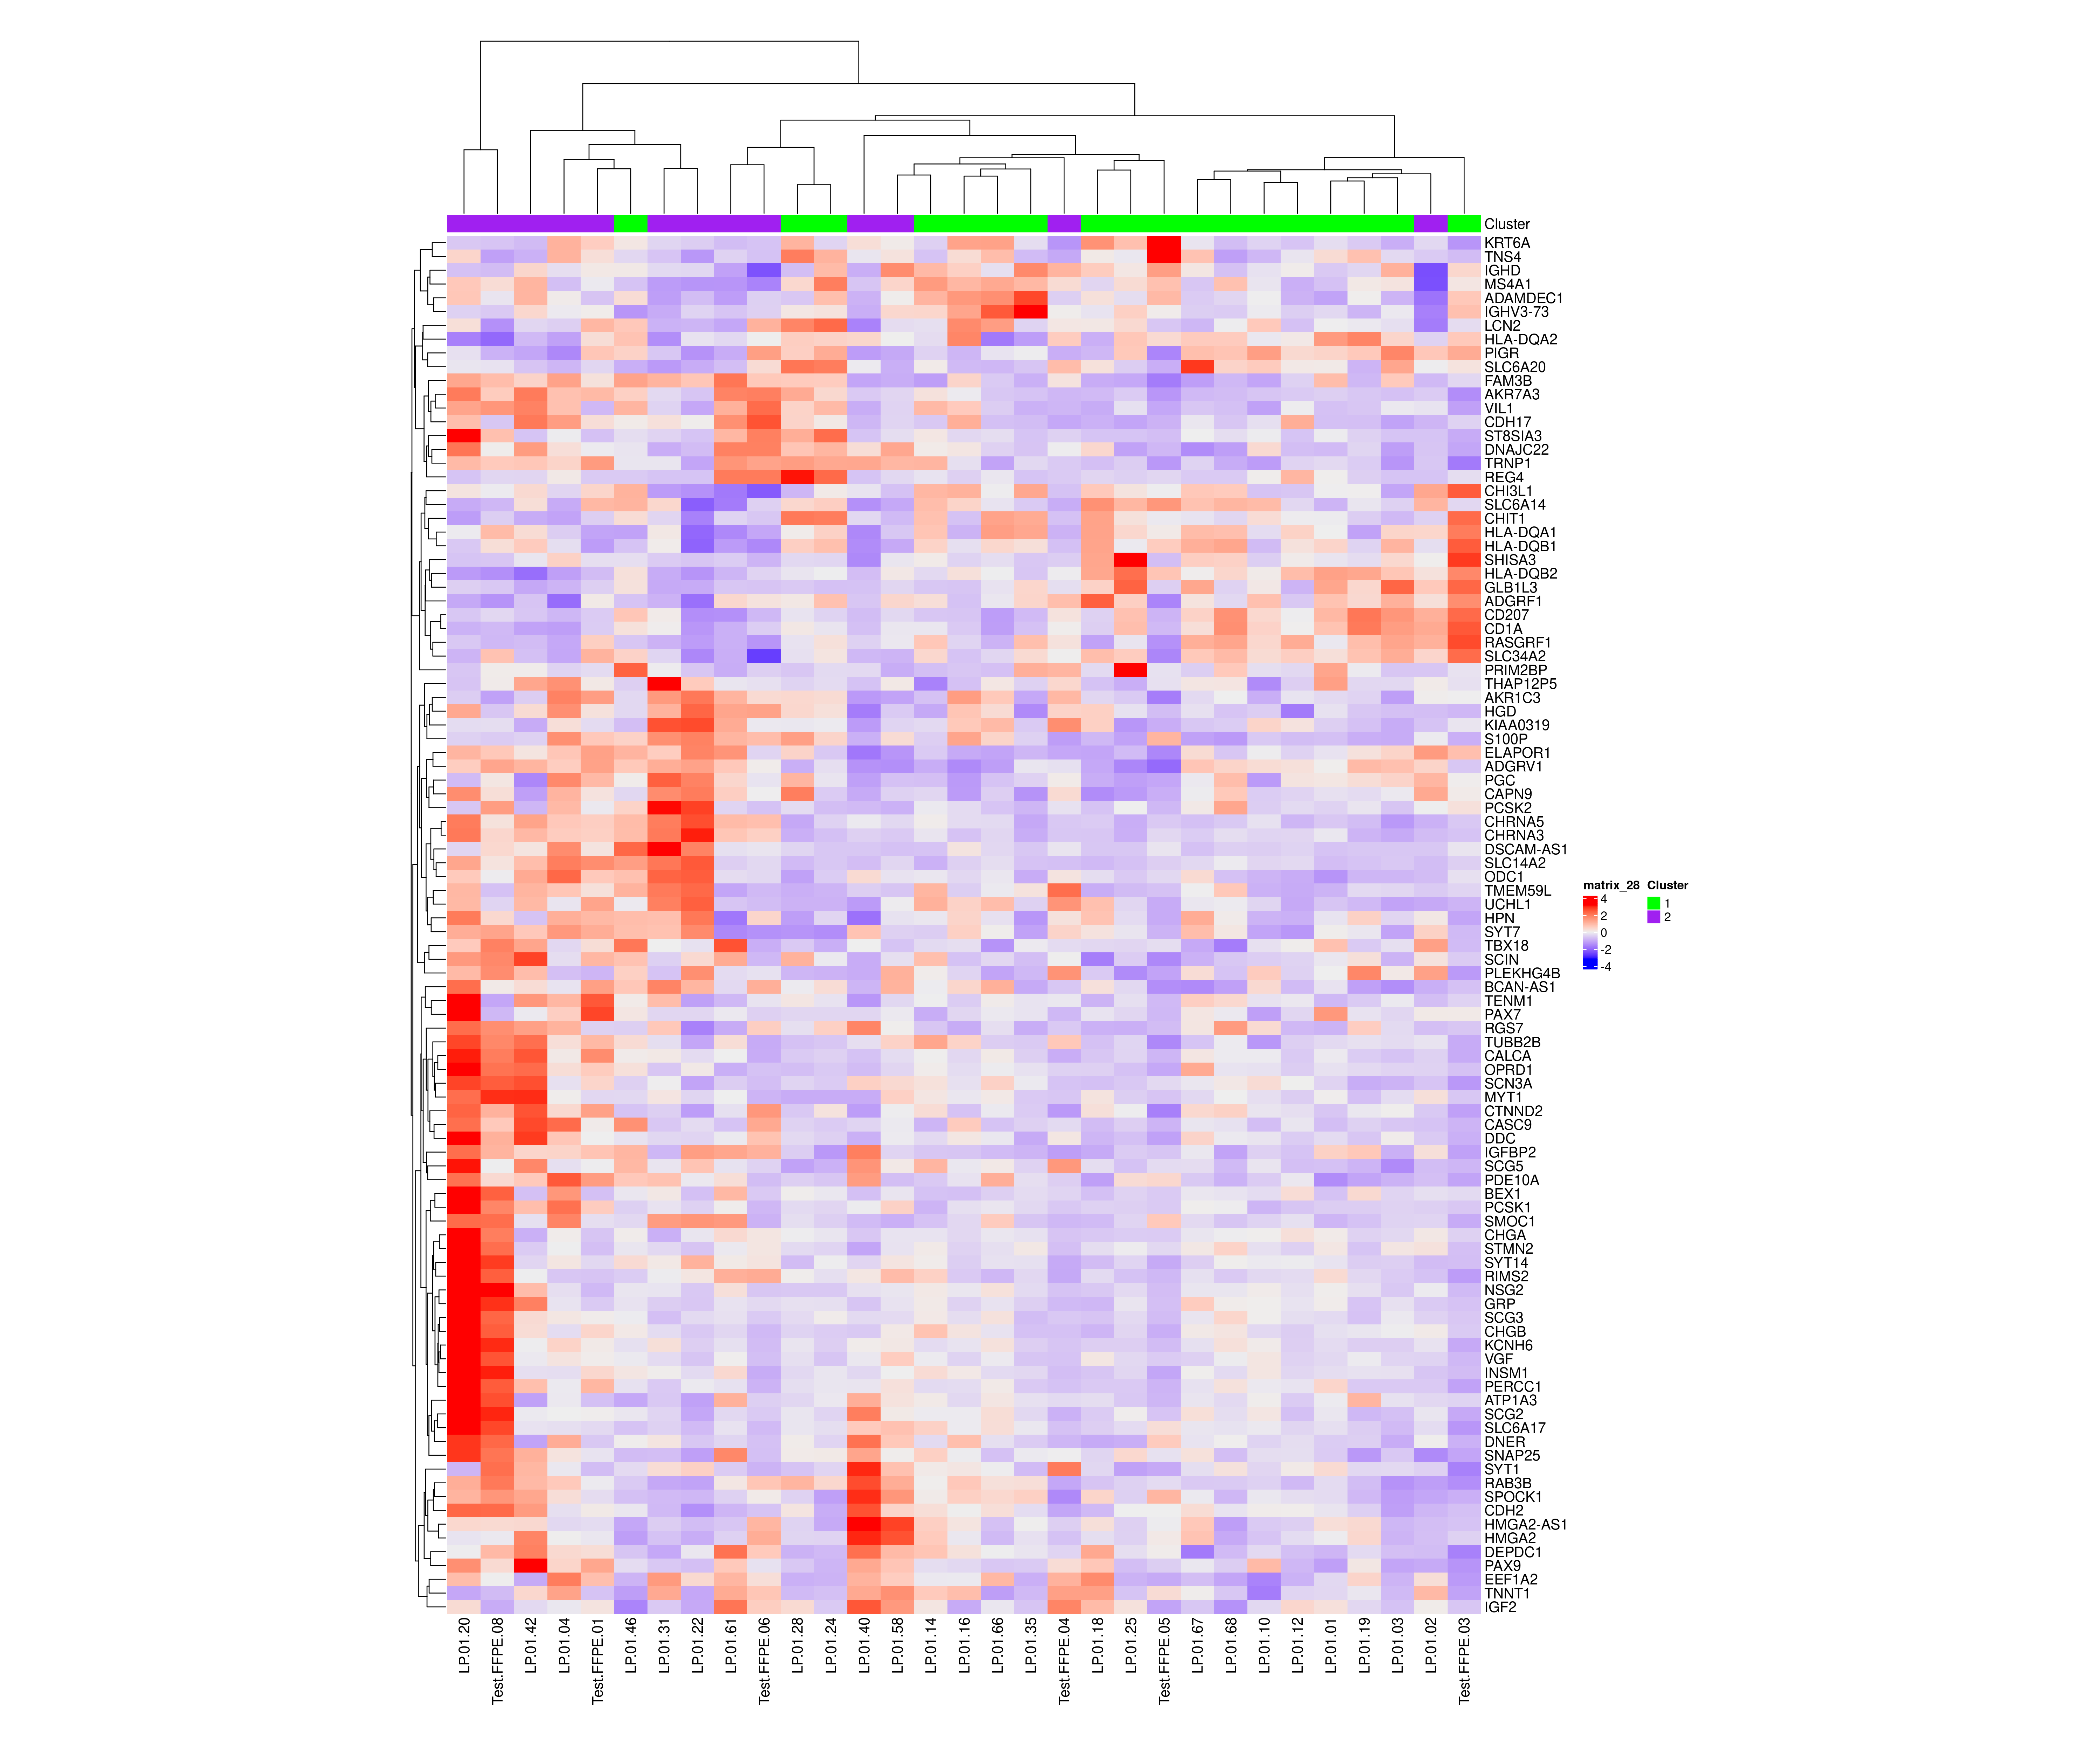 Cluster
KRT6A
TNS4
IGHD
MS4A1
ADAMDEC1
IGHV3-73
LCN2
HLA-DQA2
PIGR
SLC6A20
FAM3B
AKR7A3
VIL1
CDH17
ST8SIA3
DNAJC22
TRNP1
REG4
CHI3L1
SLC6A14
CHIT1
HLA-DQA1
HLA-DQB1
SHISA3
HLA-DQB2
GLB1L3
ADGRF1
CD207
CD1A
RASGRF1
SLC34A2
PRIM2BP
THAP12P5
AKR1C3
HGD
KIAA0319
S100P
ELAPOR1
ADGRV1
PGC
CAPN9
PCSK2
CHRNA5
CHRNA3
DSCAM-AS1
SLC14A2
ODC1
TMEM59L
UCHL1
HPN
SYT7
TBX18
SCIN
PLEKHG4B
BCAN-AS1
TENM1
PAX7
RGS7
TUBB2B
CALCA
OPRD1
SCN3A
MYT1
CTNND2
CASC9
DDC
IGFBP2
SCG5
PDE10A
BEX1
PCSK1
SMOC1
CHGA
STMN2
SYT14
RIMS2
NSG2
GRP
SCG3
CHGB
KCNH6
VGF
INSM1
PERCC1
ATP1A3
SCG2
SLC6A17
DNER
SNAP25
SYT1
RAB3B
SPOCK1
CDH2
HMGA2-AS1
HMGA2
DEPDC1
PAX9
EEF1A2
TNNT1
IGF2
matrix_28
4
2
0
-2
-4
Cluster
1
2
LP.01.20
Test.FFPE.08
LP.01.42
LP.01.04
Test.FFPE.01
LP.01.46
LP.01.31
LP.01.22
LP.01.61
Test.FFPE.06
LP.01.28
LP.01.24
LP.01.40
LP.01.58
LP.01.14
LP.01.16
LP.01.66
LP.01.35
Test.FFPE.04
LP.01.18
LP.01.25
Test.FFPE.05
LP.01.67
LP.01.68
LP.01.10
LP.01.12
LP.01.01
LP.01.19
LP.01.03
LP.01.02
Test.FFPE.03